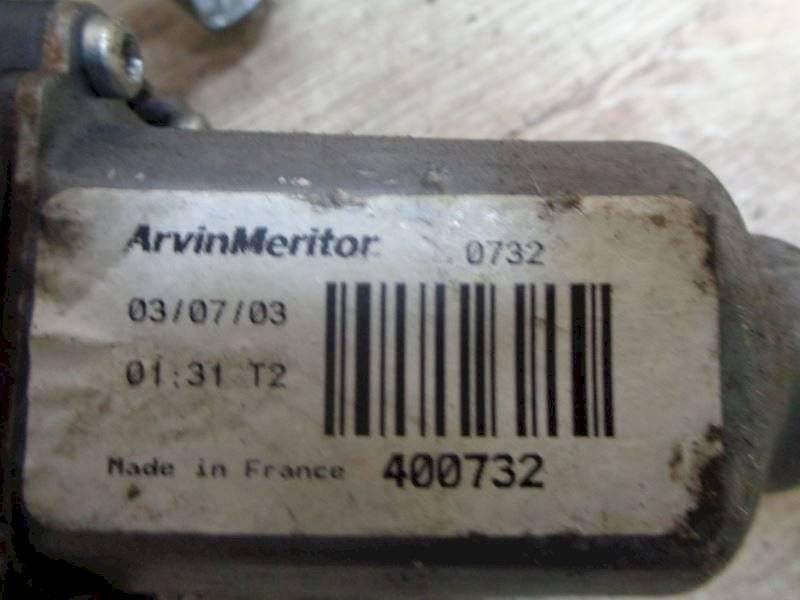 ArvinMeritor 0732
03/07/03
01:31 T2
Made in France 400732